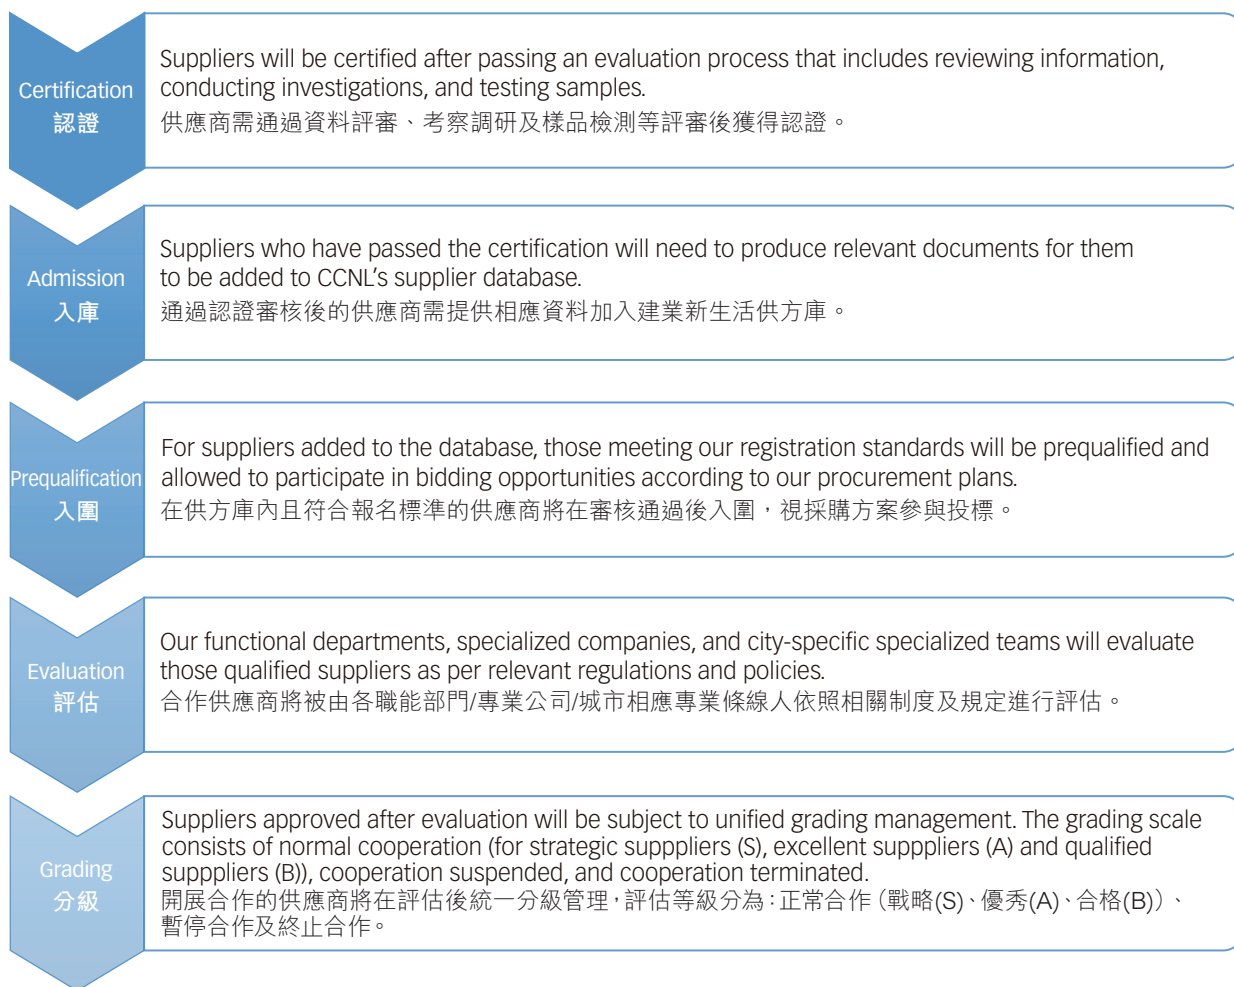 Certification
認證
Suppliers will be certified after passing an evaluation process that includes reviewing information,
conducting investigations, and testing samples.
供應商需通過資料評審、考察調研及樣品檢測等評審後獲得認證。
Admission
入庫
Suppliers who have passed the certification will need to produce relevant documents for them
to be added to CCNL's supplier database.
通過認證審核後的供應商需提供相應資料加入建業新生活供方庫。
Prequalification
入圍
For suppliers added to the database, those meeting our registration standards will be prequalified and
allowed to participate in bidding opportunities according to our procurement plans.
在供方庫內且符合報名標準的供應商將在審核通過後入圍，視採購方案參與投標。
Evaluation
評估
Our functional departments, specialized companies, and city-specific specialized teams will evaluate
those qualified suppliers as per relevant regulations and policies.
合作供應商將被由各職能部門/專業公司/城市相應專業條線人依照相關制度及規定進行評估。
Grading
分級
Suppliers approved after evaluation will be subject to unified grading management. The grading scale
consists of normal cooperation (for strategic supppliers (S), excellent supppliers (A) and qualified
supppliers (B)), cooperation suspended, and cooperation terminated.
開展合作的供應商將在評估後統一分級管理，評估等級分為：正常合作（戰略(S)、優秀(A)、合格(B)）、
暫停合作及終止合作。